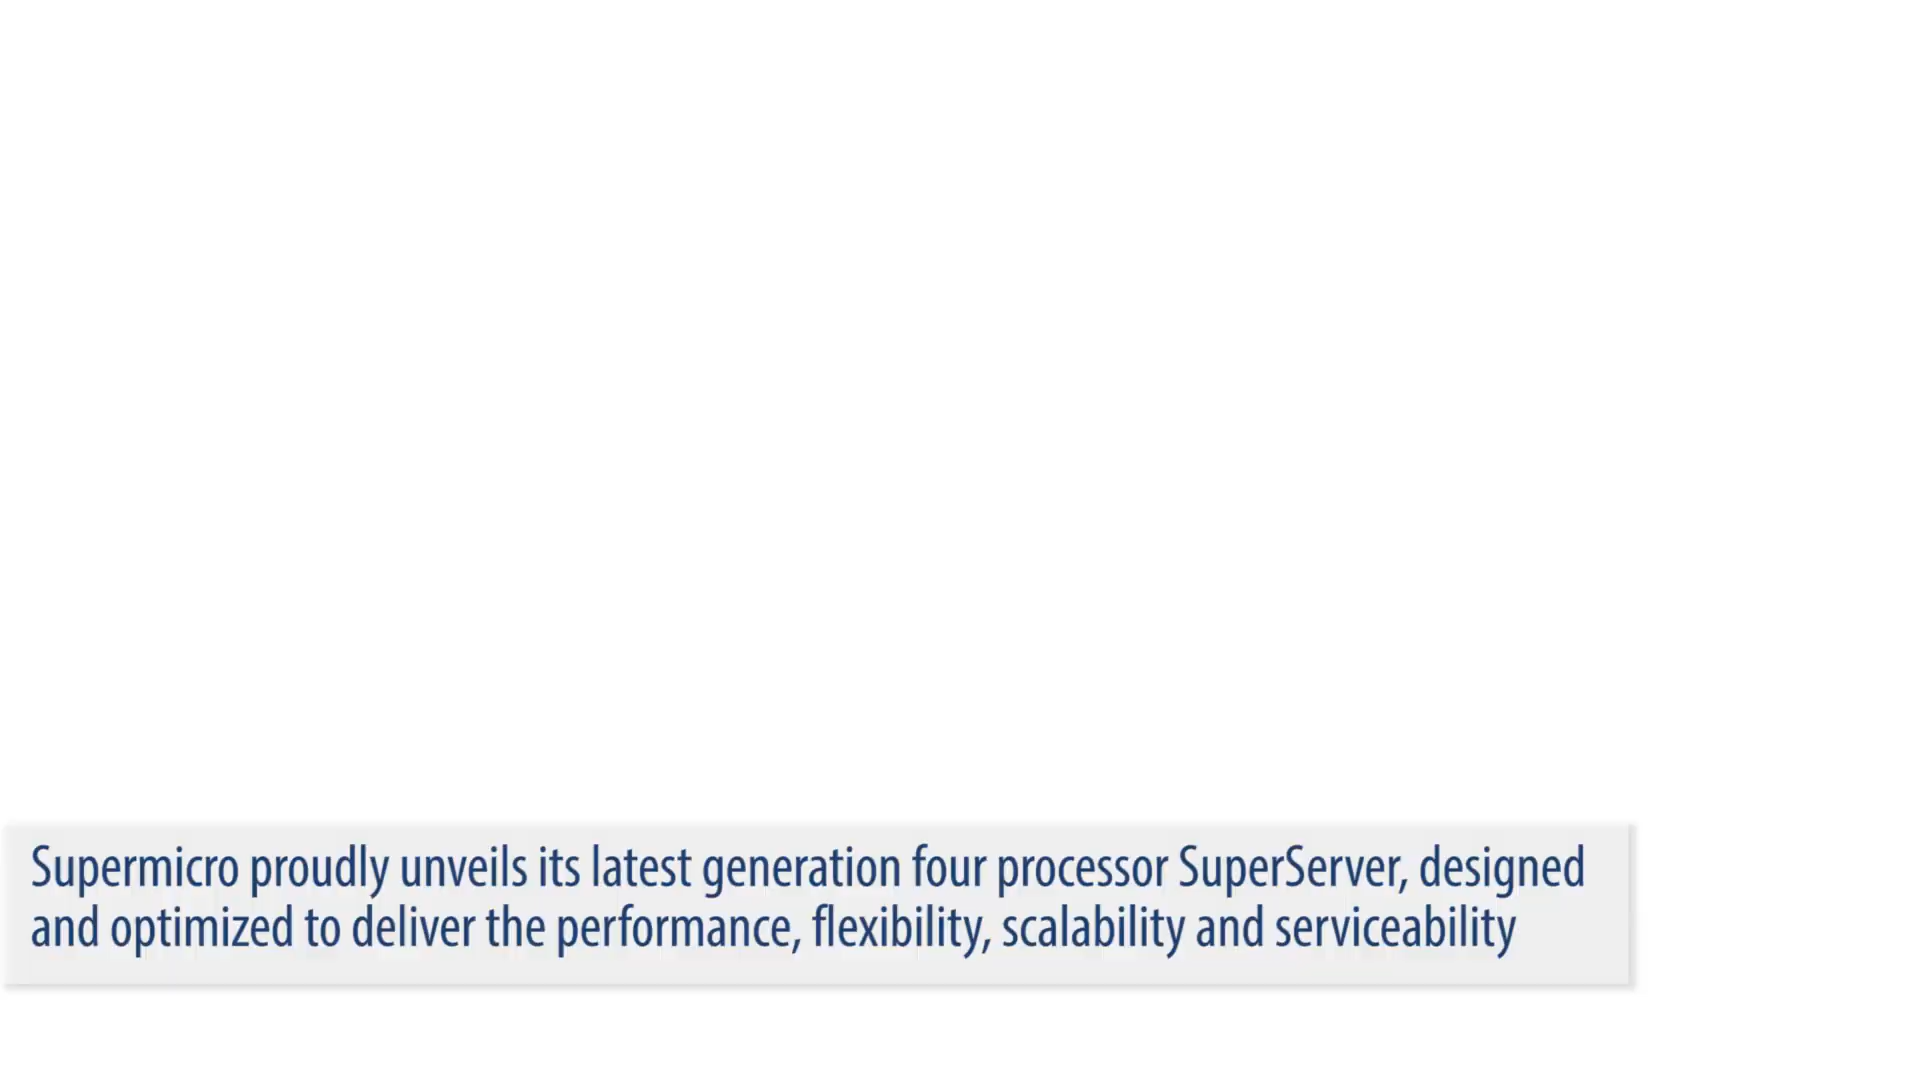 Supermicro proudly unveils its latest generation four processor SuperServer, designed
and optimized to deliver the performance, flexibility, scalability and serviceability